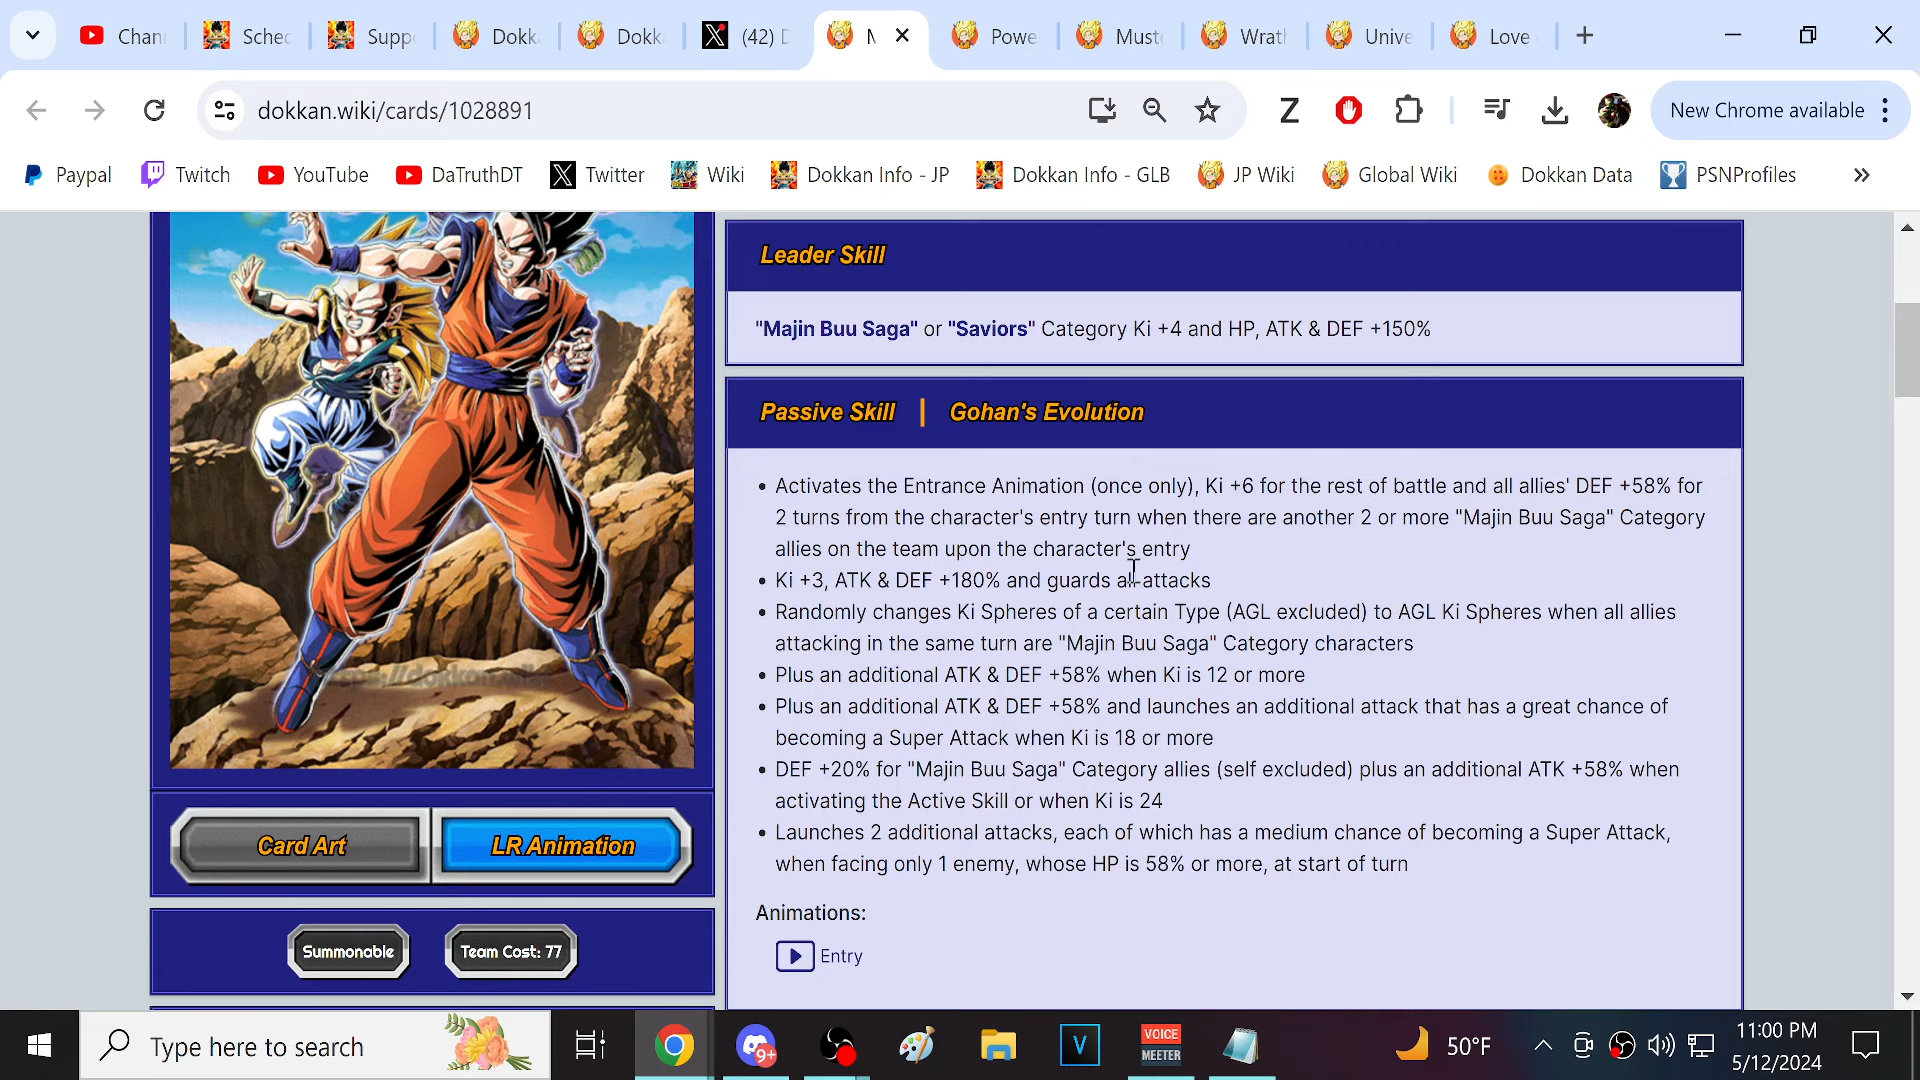 Chan
Sched
Supp
Dokk
Dokk
(42) D
Powe
Muste
Wrath
Unive
Love
dokkan.wiki/cards/1028891
Z
New Chrome available
Paypal
Twitch
YouTube
DaTruthDT
Twitter
Wiki
Dokkan Info - JP
Dokkan Info - GLB
JP Wiki
Global Wiki
Dokkan Data
PSNProfiles
»
Leader Skill
"Majin Buu Saga" or "Saviors" Category Ki +4 and HP, ATK & DEF +150%
Passive Skill | Gohan's Evolution
• Activates the Entrance Animation (once only), Ki +6 for the rest of battle and all allies' DEF +58% for
2 turns from the character's entry turn when there are another 2 or more "Majin Buu Saga" Category
allies on the team upon the character's entry
• Ki +3, ATK & DEF +180% and guards all attacks
• Randomly changes Ki Spheres of a certain Type (AGL excluded) to AGL Ki Spheres when all allies
attacking in the same turn are "Majin Buu Saga" Category characters
• Plus an additional ATK & DEF +58% when Ki is 12 or more
• Plus an additional ATK & DEF +58% and launches an additional attack that has a great chance of
becoming a Super Attack when Ki is 18 or more
• DEF +20% for "Majin Buu Saga" Category allies (self excluded) plus an additional ATK +58% when
activating the Active Skill or when Ki is 24
• Launches 2 additional attacks, each of which has a medium chance of becoming a Super Attack,
when facing only 1 enemy, whose HP is 58% or more, at start of turn
Animations:
Entry
Card Art
LR Animation
Summonable
Team Cost: 77
Type here to search
9+
V
VOICE
MEETER
50°F
11:00 PM
5/12/2024